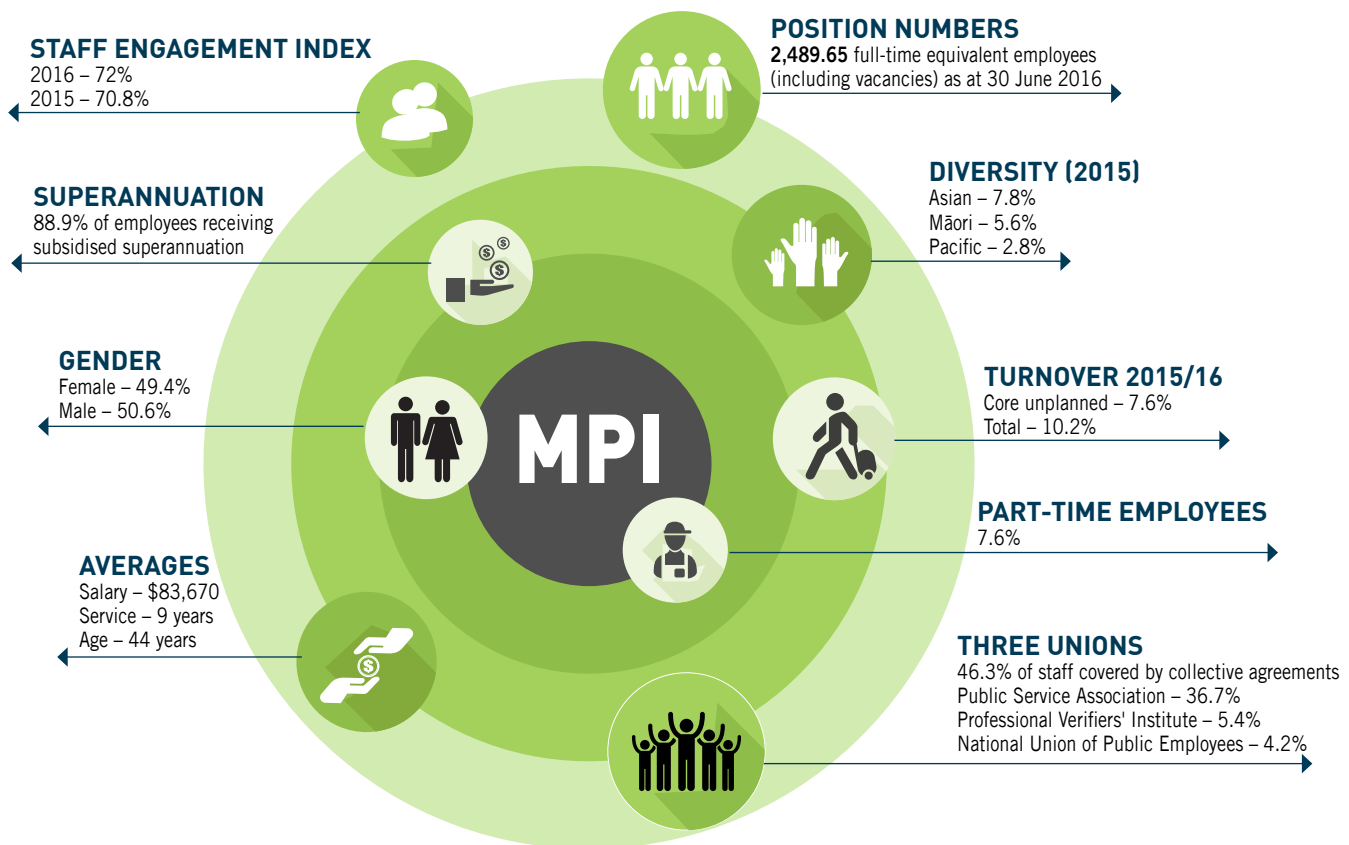 STAFF ENGAGEMENT INDEX
2016 – 72%
2015 – 70.8%
POSITION NUMBERS
2,489.65 full-time equivalent employees
(including vacancies) as at 30 June 2016
SUPERANNUATION
88.9% of employees receiving
subsidised superannuation
DIVERSITY (2015)
Asian – 7.8%
Māori – 5.6%
Pacific – 2.8%
GENDER
Female – 49.4%
Male – 50.6%
MPI
TURNOVER 2015/16
Core unplanned – 7.6%
Total – 10.2%
PART-TIME EMPLOYEES
7.6%
AVERAGES
Salary – $83,670
Service – 9 years
Age – 44 years
THREE UNIONS
46.3% of staff covered by collective agreements
Public Service Association – 36.7%
Professional Verifiers' Institute – 5.4%
National Union of Public Employees – 4.2%